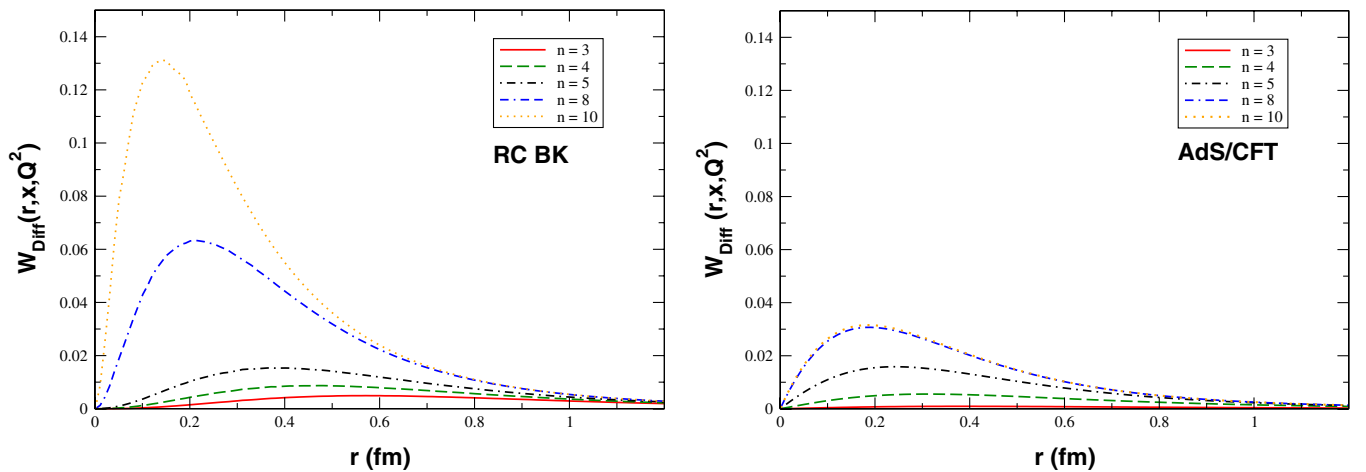 0.14
0.12
0.1
0.08
0.06
0.04
0.02
0
W_Diff(r,x,Q^2)
n = 3
n = 4
n = 5
n = 8
n = 10
RC BK
0 0.2 0.4 0.6 0.8 1
r (fm)
0.14
0.12
0.1
0.08
0.06
0.04
0.02
0
W_Diff (r,x,Q^2)
n = 3
n = 4
n = 5
n = 8
n = 10
AdS/CFT
0 0.2 0.4 0.6 0.8 1
r (fm)